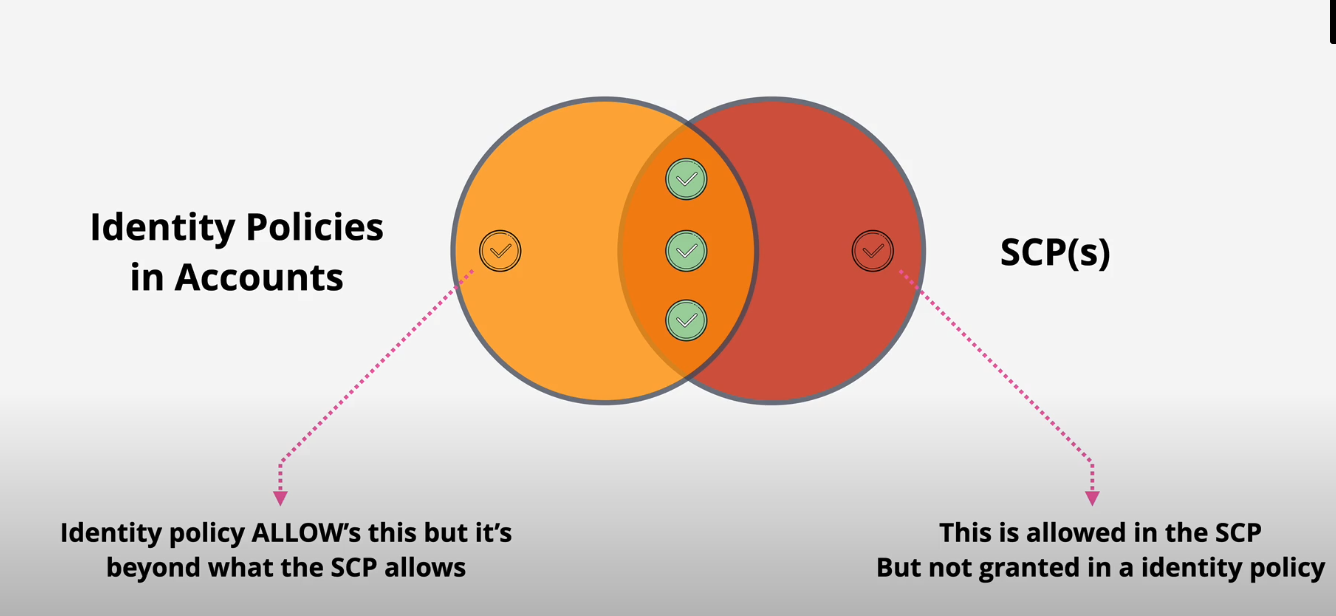 Identity Policies
in Accounts
SCP(s)
Identity policy ALLOW’s this but it’s
beyond what the SCP allows
This is allowed in the SCP
But not granted in a identity policy